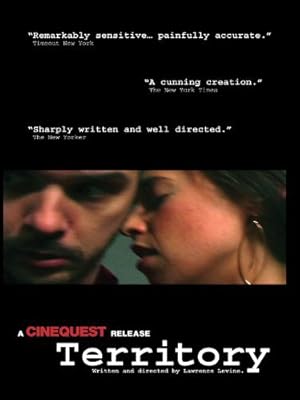 "Remarkably sensitive… painfully accurate."
Timeout New York
"A cunning creation."
The New York Times
"Sharply written and well directed."
The New Yorker
A CINEQUEST RELEASE
Territory
Written and directed by Lawrence Levine.